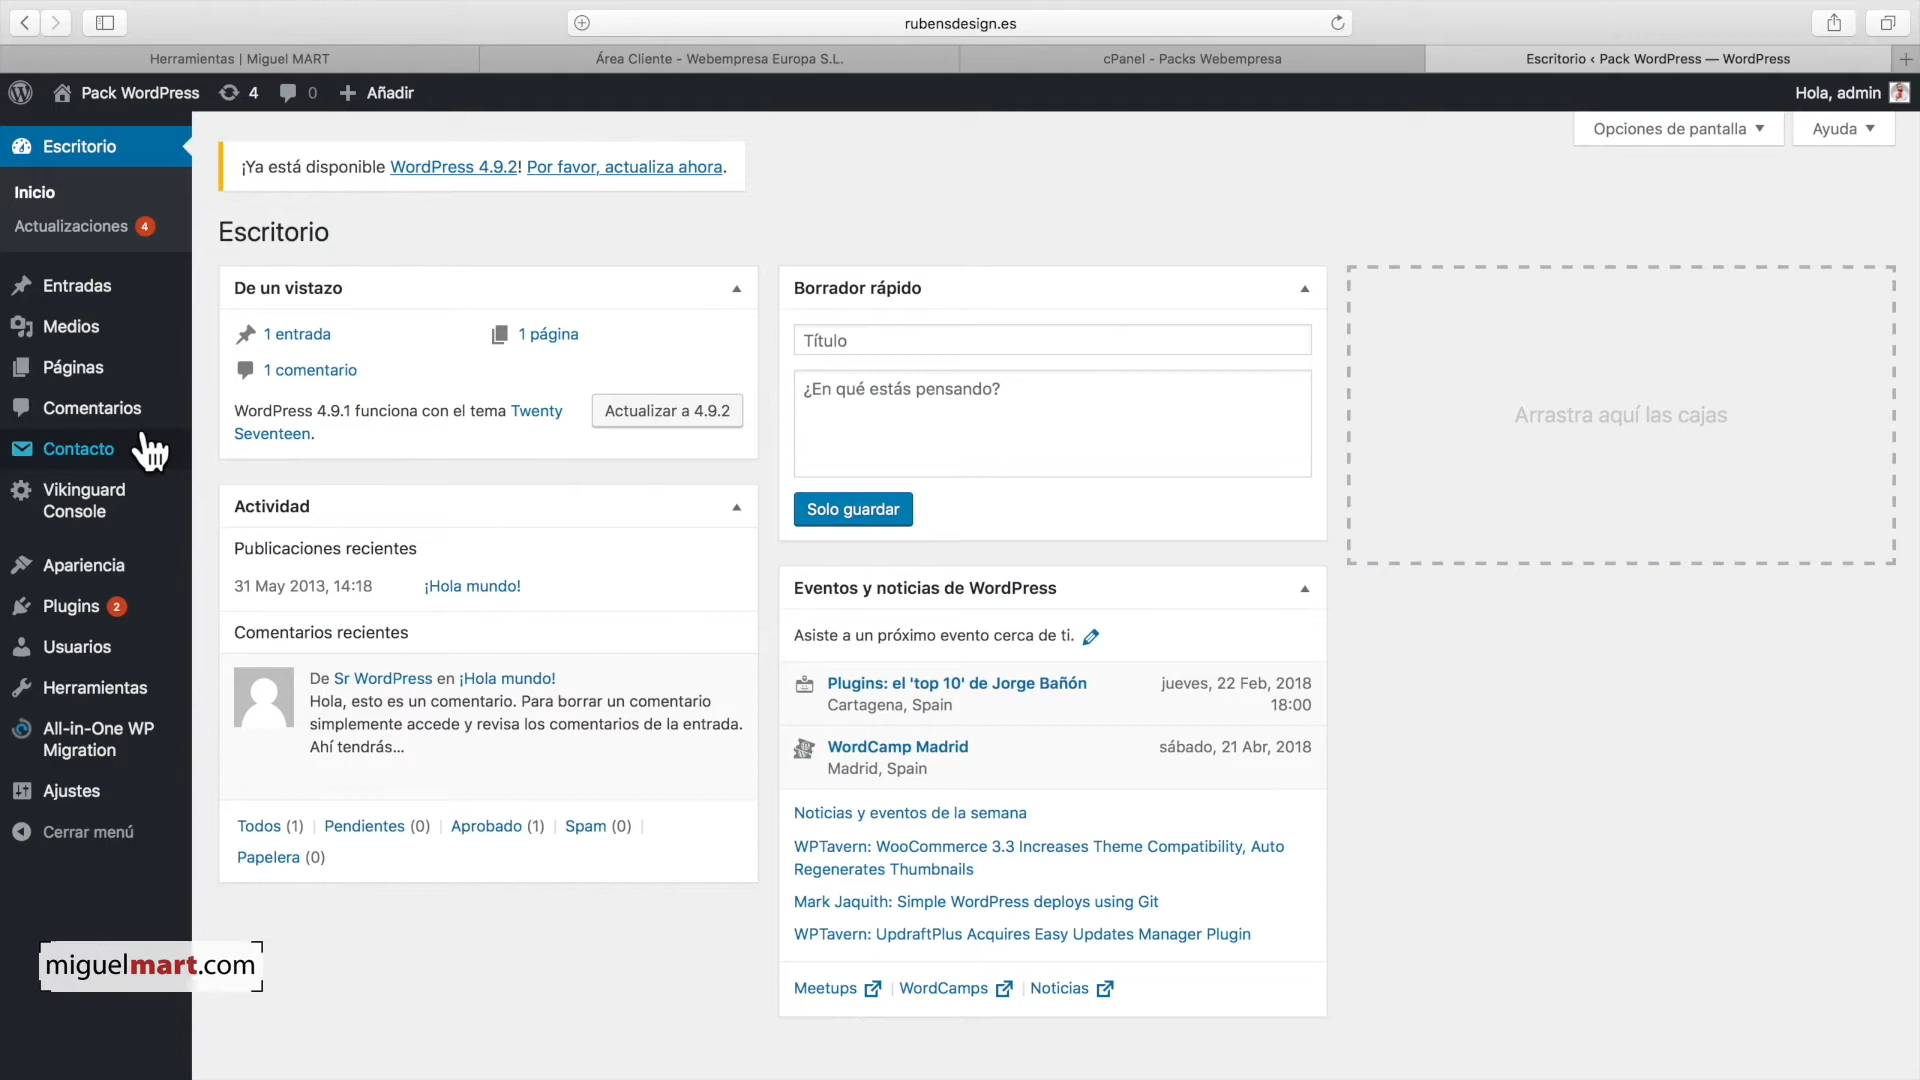 rubensdesign.es
Herramientas | Miguel MART
Área Cliente - Webempresa Europa S.L.
cPanel - Packs Webempresa
Escritorio ‹ Pack WordPress — WordPress
Pack WordPress
4
0
Añadir
Hola, admin
Opciones de pantalla
Ayuda
Escritorio
Inicio
Actualizaciones 4
Entradas
Medios
Páginas
Comentarios
Contacto
Vikinguard
Console
Apariencia
Plugins 2
Usuarios
Herramientas
All-in-One WP
Migration
Ajustes
Cerrar menú
¡Ya está disponible WordPress 4.9.2! Por favor, actualiza ahora.
Escritorio
De un vistazo
1 entrada
1 página
1 comentario
WordPress 4.9.1 funciona con el tema Twenty
Seventeen.
Actualizar a 4.9.2
Actividad
Publicaciones recientes
31 May 2013, 14:18
¡Hola mundo!
Comentarios recientes
De Sr WordPress en ¡Hola mundo!
Hola, esto es un comentario. Para borrar un comentario
simplemente accede y revisa los comentarios de la entrada.
Ahí tendrás…
Todos (1) | Pendientes (0) | Aprobado (1) | Spam (0) |
Papelera (0)
Borrador rápido
Título
¿En qué estás pensando?
Solo guardar
Eventos y noticias de WordPress
Asiste a un próximo evento cerca de ti.
Plugins: el 'top 10' de Jorge Bañón
Cartagena, Spain
jueves, 22 Feb, 2018
18:00
WordCamp Madrid
Madrid, Spain
sábado, 21 Abr, 2018
Noticias y eventos de la semana
WPTavern: WooCommerce 3.3 Increases Theme Compatibility, Auto
Regenerates Thumbnails
Mark Jaquith: Simple WordPress deploys using Git
WPTavern: UpdraftPlus Acquires Easy Updates Manager Plugin
Meetups | WordCamps | Noticias
Arrastra aquí las cajas
miguelmart.com